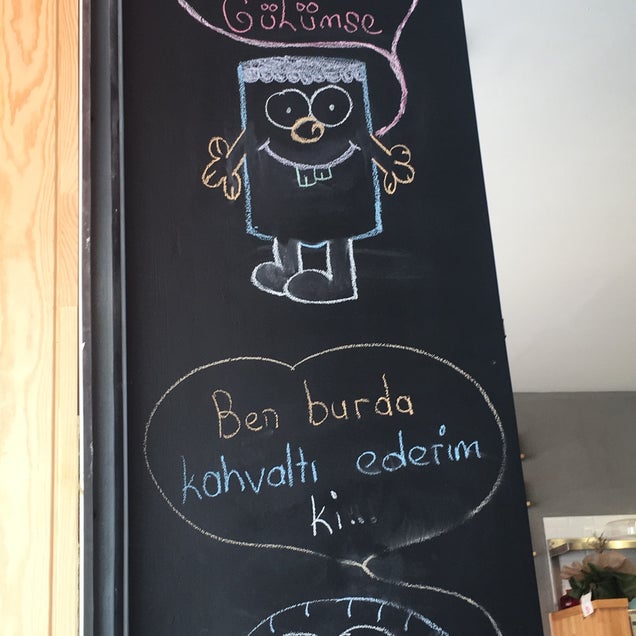 Gülümse
Ben burda
kahvaltı ederim
ki...